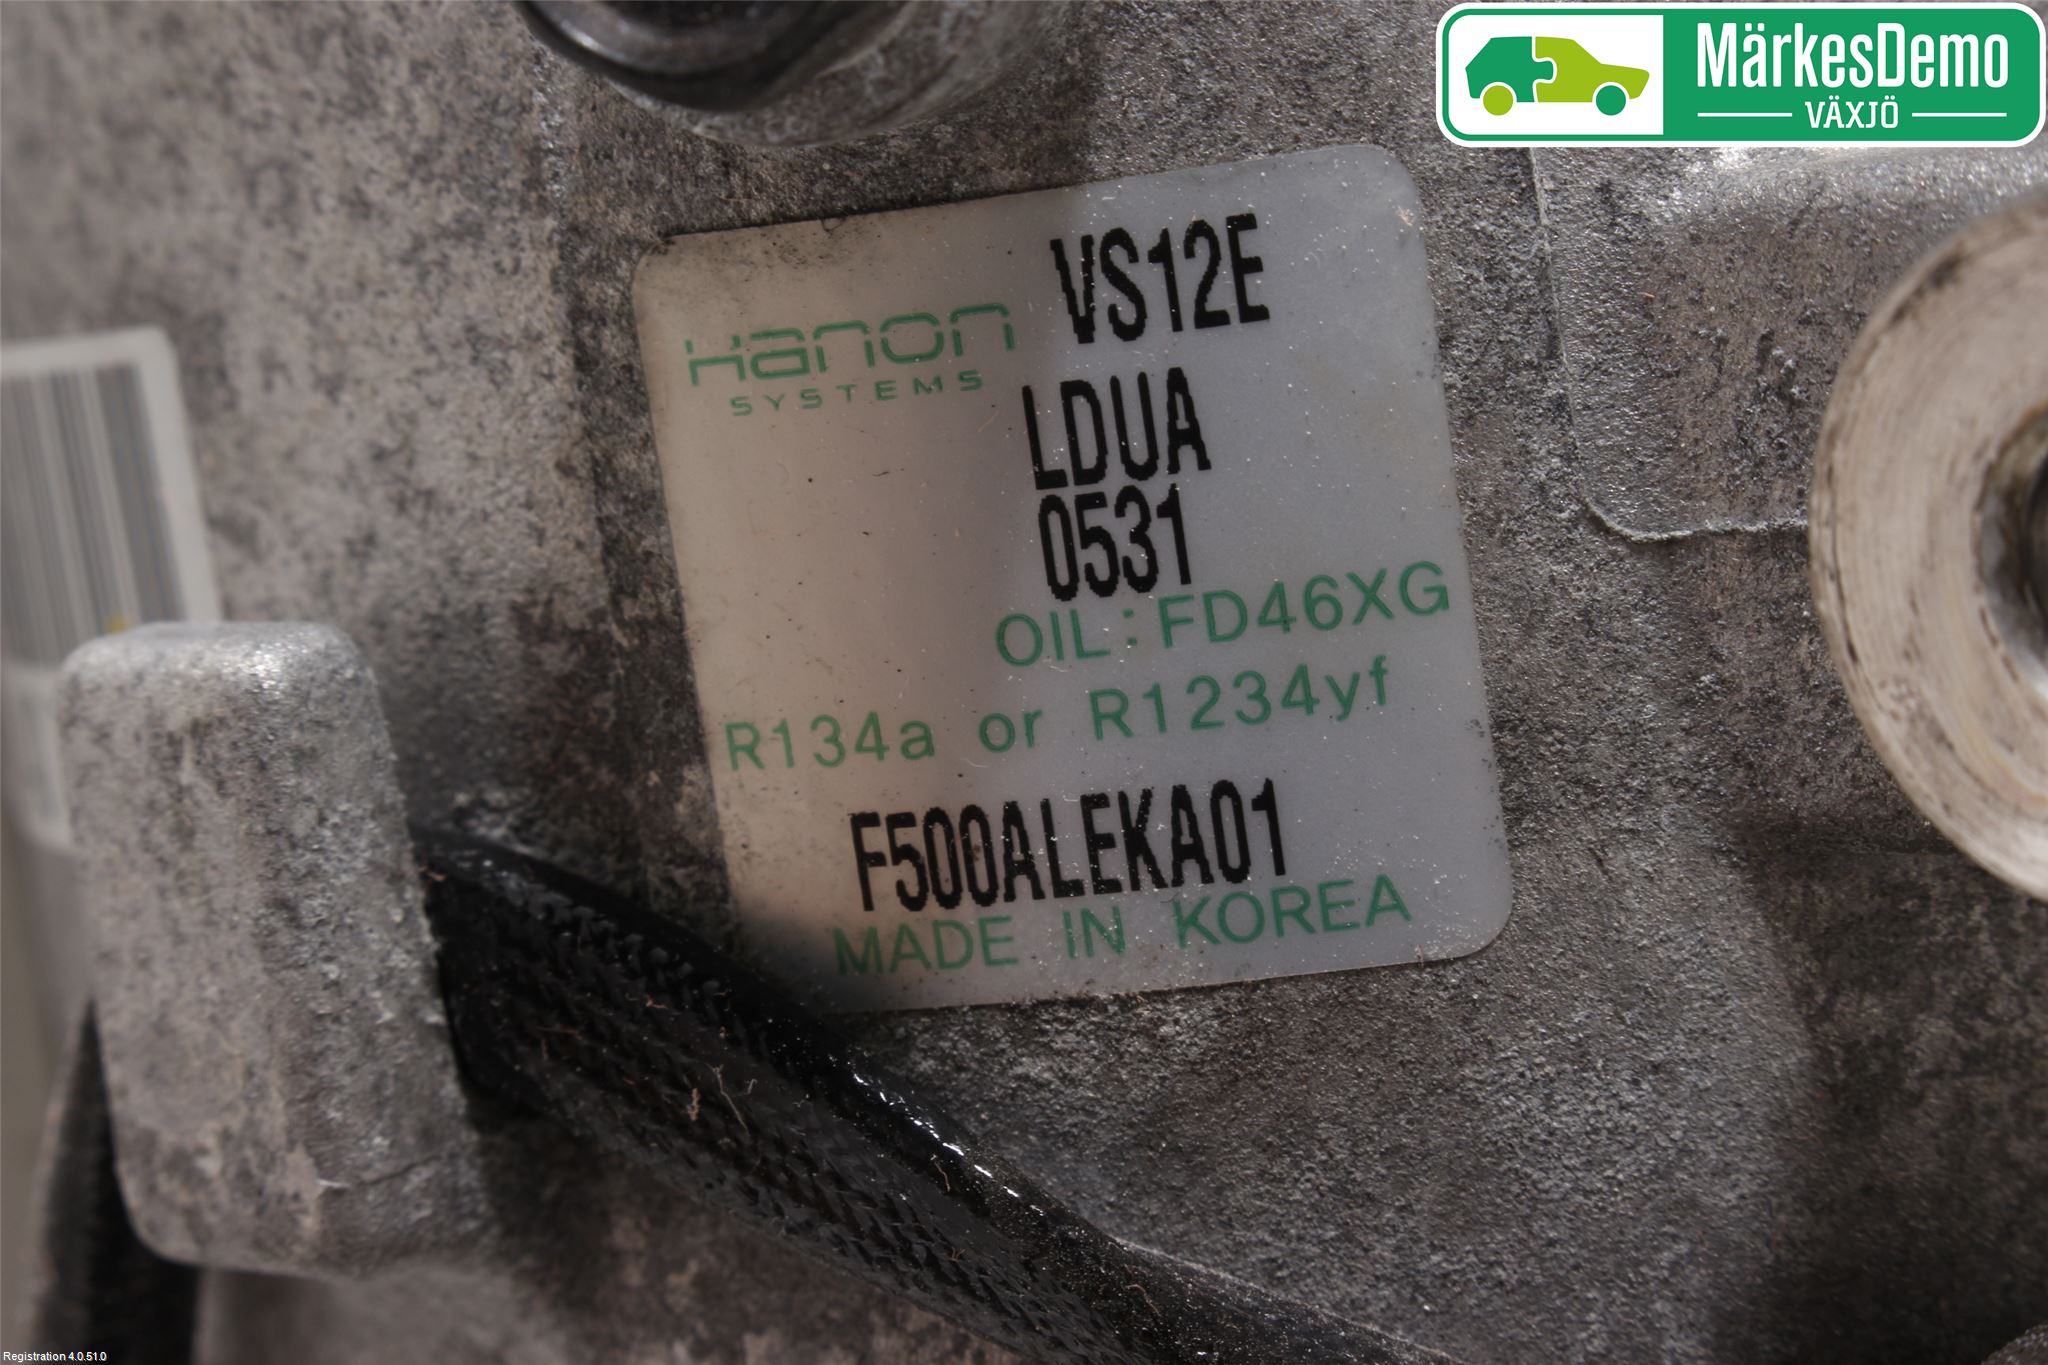 MärkesDemo
VÄXJÖ
VS12E
Hanon
SYSTEMS
LDUA
0531
OIL:FD46XG
R134a or R1234yf
F500ALEKA01
MADE IN KOREA
Registration 4.0.51.0